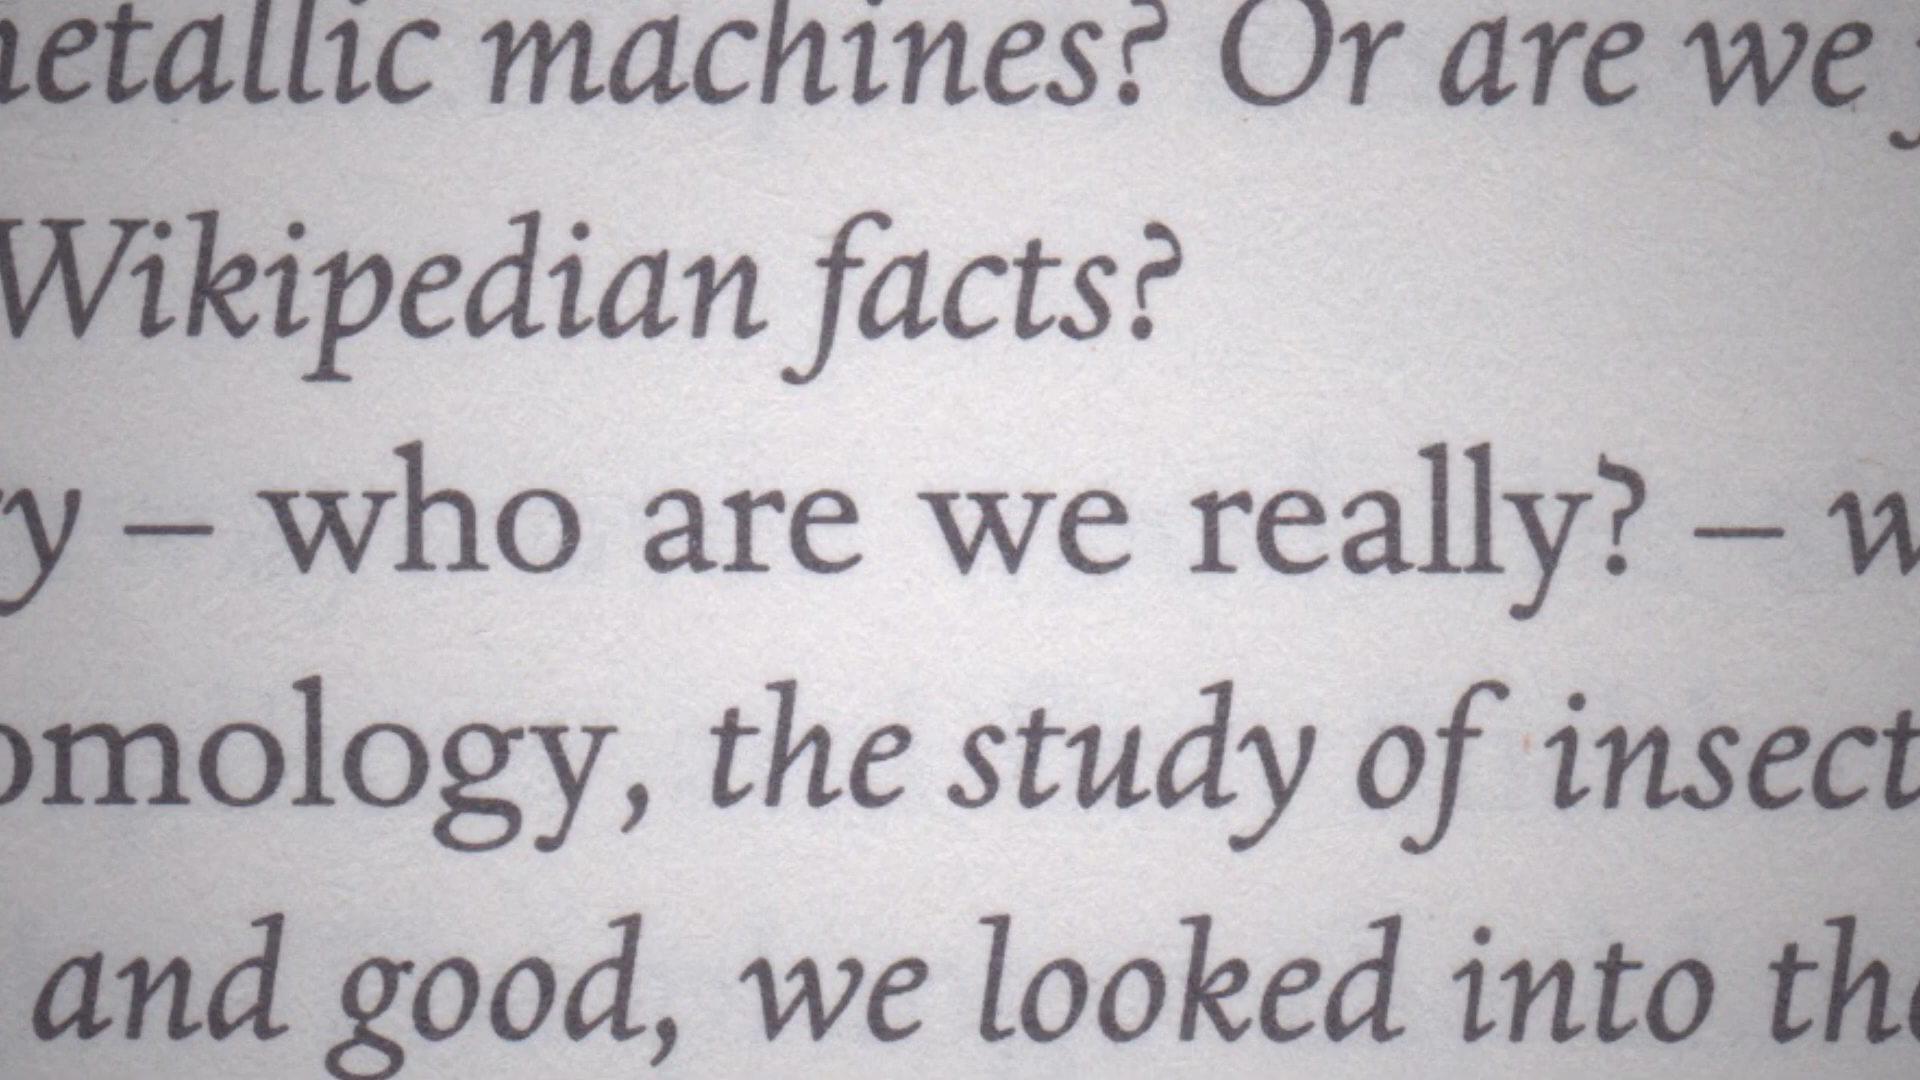 etallic machines? Or are we
Wikipedian facts?
y – who are we really? – w
omology, the study of insect
and good, we looked into the